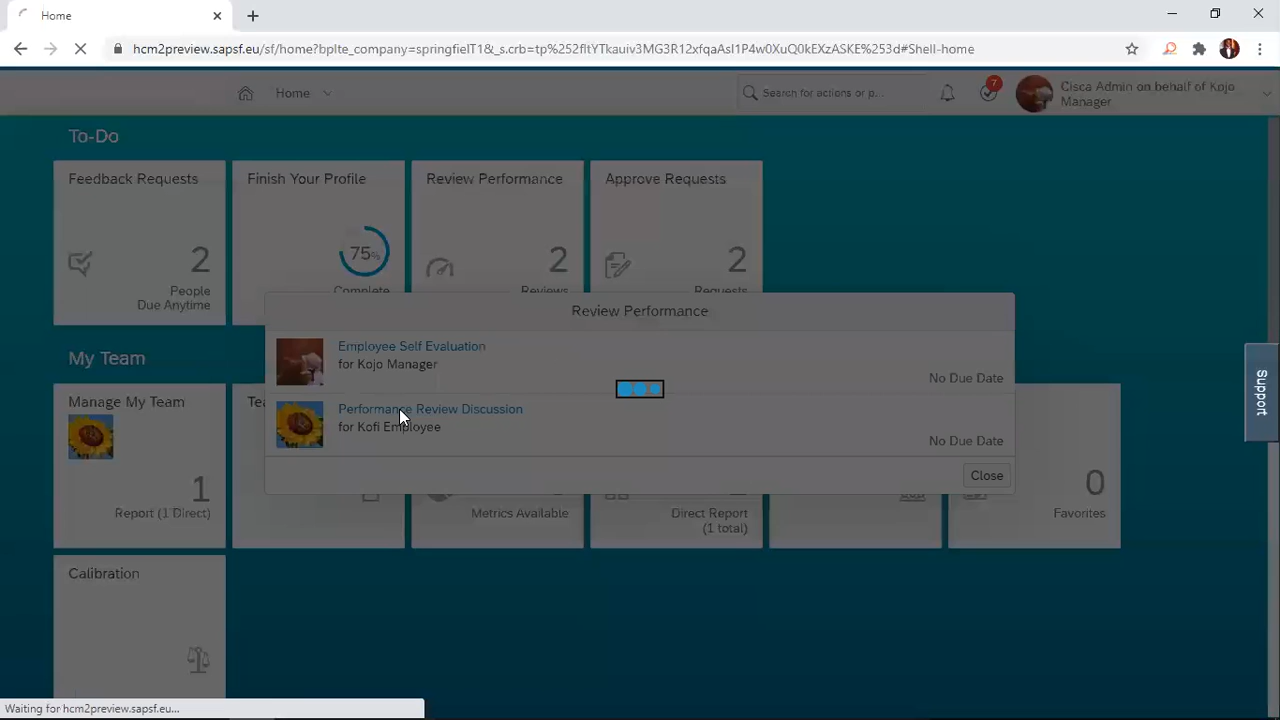 Home
hcm2preview.sapsf.eu/sf/home?bplte_company=springfielT1&_s.crb=tp%252fltYTkauiv3MG3R12xfqaAsl1P4w0XuQ0kEXzASKE%253d#Shell-home
Home
Search for actions or p...
7
Cisca Admin on behalf of Kojo
Manager
To-Do
Feedback Requests
Finish Your Profile
Review Performance
Approve Requests
2
75%
2
2
People
Due Anytime
Complete
Reviews
Requests
Review Performance
Employee Self Evaluation
for Kojo Manager
No Due Date
Performance Review Discussion
for Kofi Employee
No Due Date
Close
Support
My Team
Manage My Team
1
0
Report (1 Direct)
Metrics Available
Direct Report
(1 total)
Favorites
Calibration
Waiting for hcm2preview.sapsf.eu...